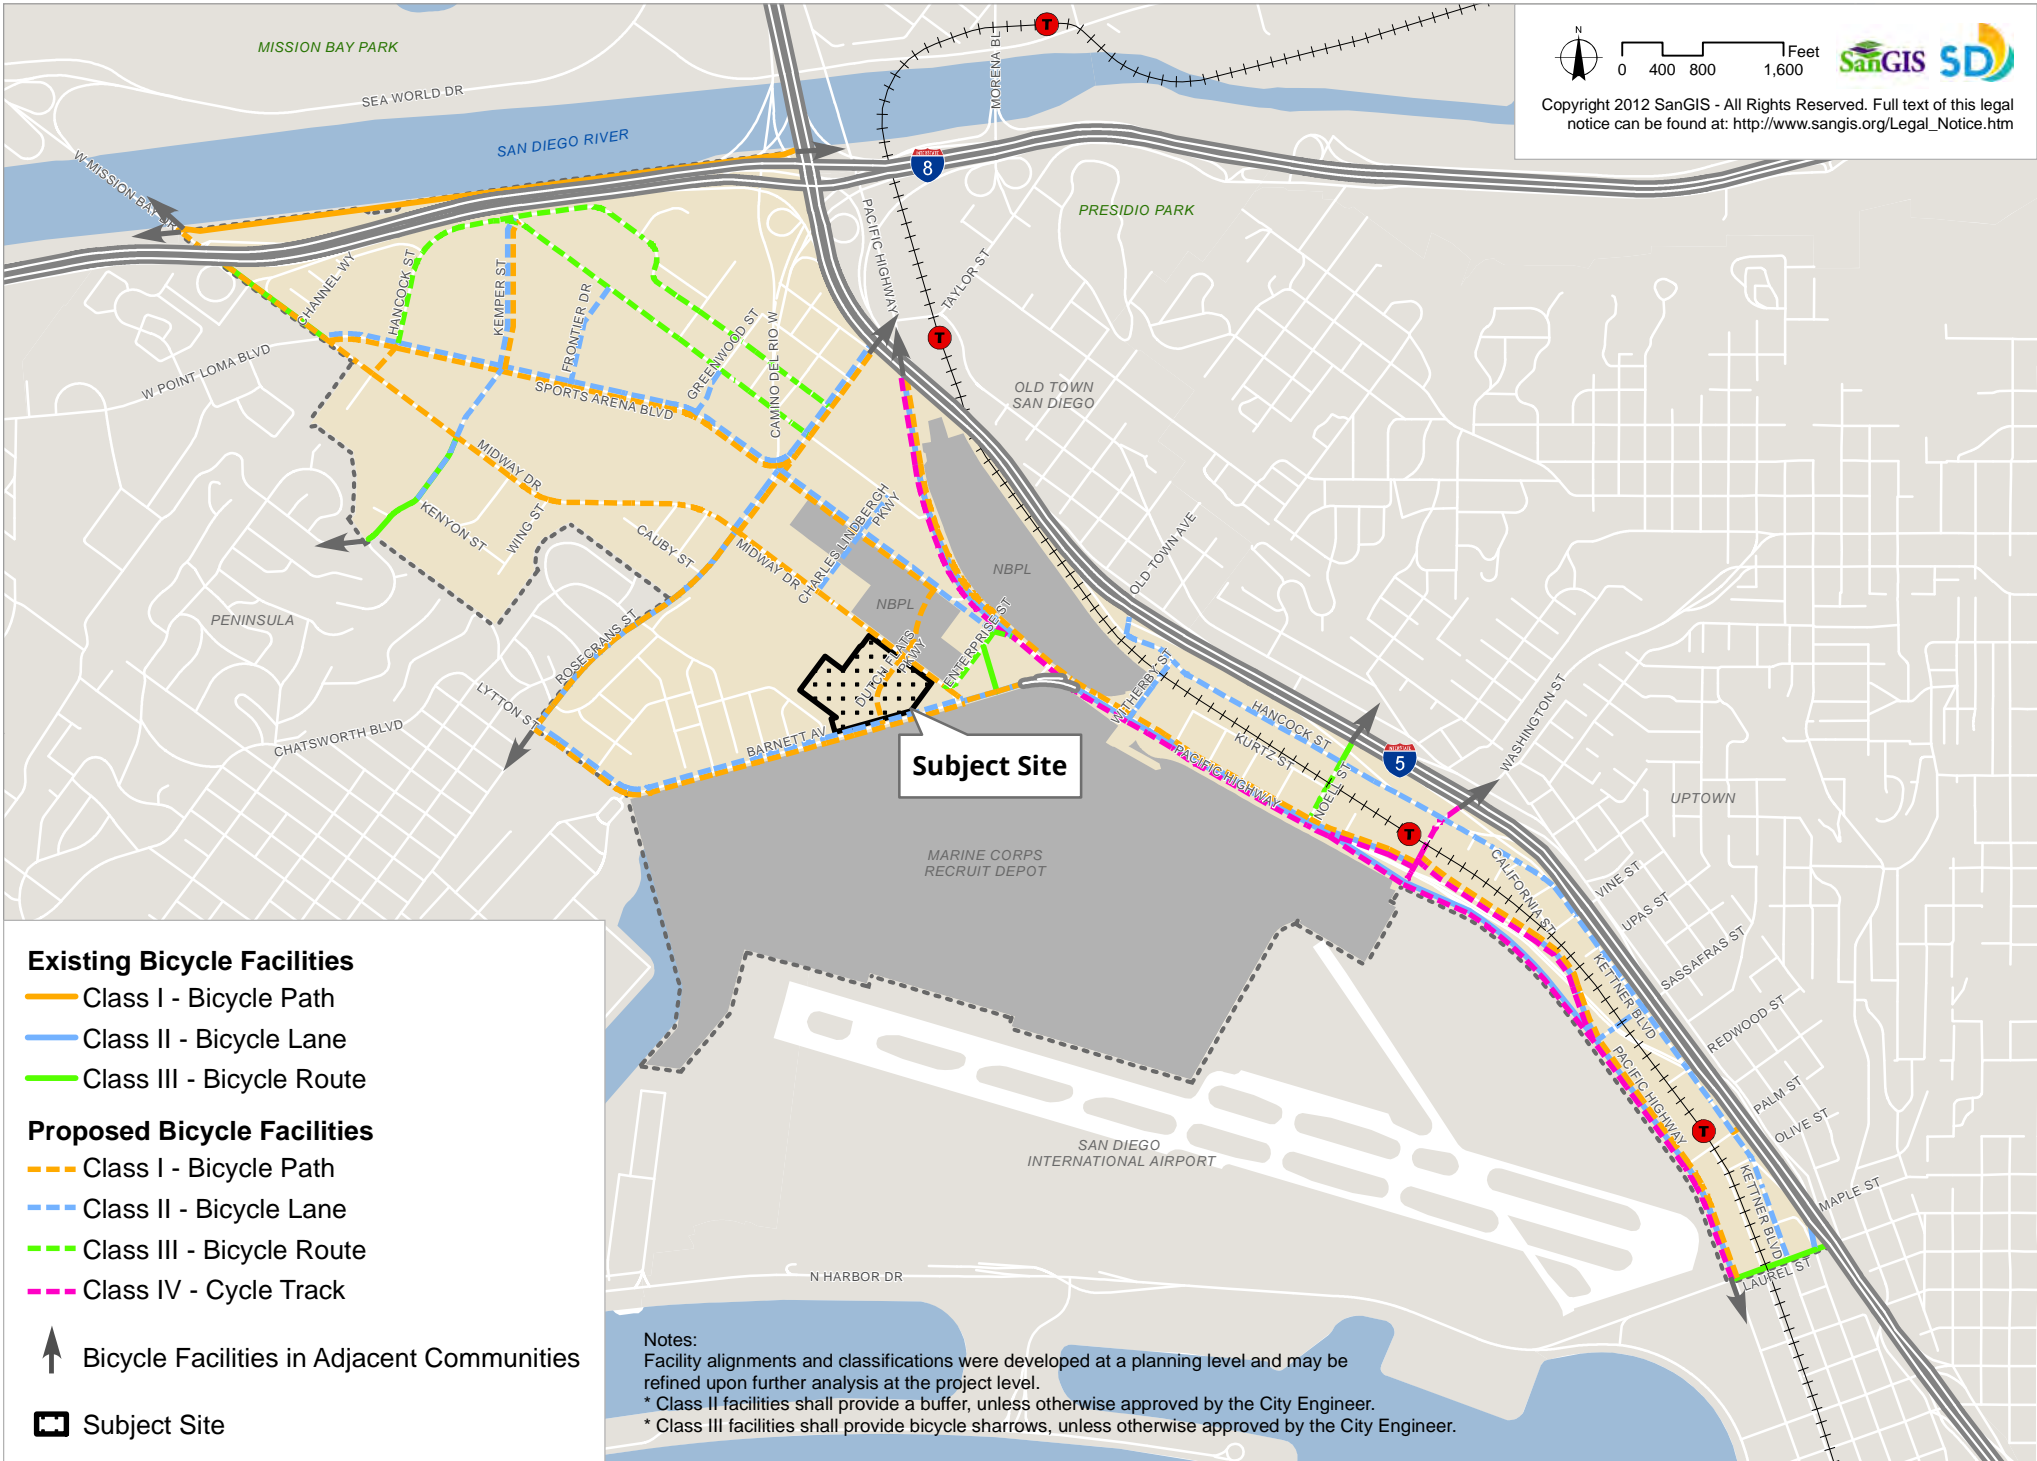 MISSION BAY PARK
SEA WORLD DR
SAN DIEGO RIVER
W MISSION BAY DR
MORENA BL
T
N
0 400 800 1,600
Feet
SanGIS SD
Copyright 2012 SanGIS - All Rights Reserved. Full text of this legal
notice can be found at: http://www.sangis.org/Legal_Notice.htm
INTERSTATE
8
PACIFIC HIGHWAY
PRESIDIO PARK
TAYLOR ST
T
CHANNEL WY
HANCOCK ST
KEMPER ST
FRONTIER DR
GREENWOOD ST
CAMINO DEL RIO W
W POINT LOMA BLVD
SPORTS ARENA BLVD
OLD TOWN
SAN DIEGO
MIDWAY DR
KENYON ST
WING ST
CAUBY ST
MIDWAY DR
CHARLES LINDBERGH
PKWY
NBPL
NBPL
OLD TOWN AVE
PENINSULA
ROSECRANS ST
LYTTON ST
CHATSWORTH BLVD
BARNETT AV
DUTCH FLATS
PKWY
ENTERPRISE ST
WITHERBY ST
HANCOCK ST
KURTZ ST
PACIFIC HIGHWAY
NOELL ST
WASHINGTON ST
INTERSTATE
5
UPTOWN
Subject Site
MARINE CORPS
RECRUIT DEPOT
T
CALIFORNIA ST
VINE ST
UPAS ST
SASSAFRAS ST
KETTNER BLVD
REDWOOD ST
PACIFIC HIGHWAY
PALM ST
OLIVE ST
T
MAPLE ST
KETTNER BLVD
LAUREL ST
SAN DIEGO
INTERNATIONAL AIRPORT
N HARBOR DR
Existing Bicycle Facilities
Class I - Bicycle Path
Class II - Bicycle Lane
Class III - Bicycle Route
Proposed Bicycle Facilities
Class I - Bicycle Path
Class II - Bicycle Lane
Class III - Bicycle Route
Class IV - Cycle Track
Bicycle Facilities in Adjacent Communities
Subject Site
Notes:
Facility alignments and classifications were developed at a planning level and may be
refined upon further analysis at the project level.
* Class II facilities shall provide a buffer, unless otherwise approved by the City Engineer.
* Class III facilities shall provide bicycle sharrows, unless otherwise approved by the City Engineer.